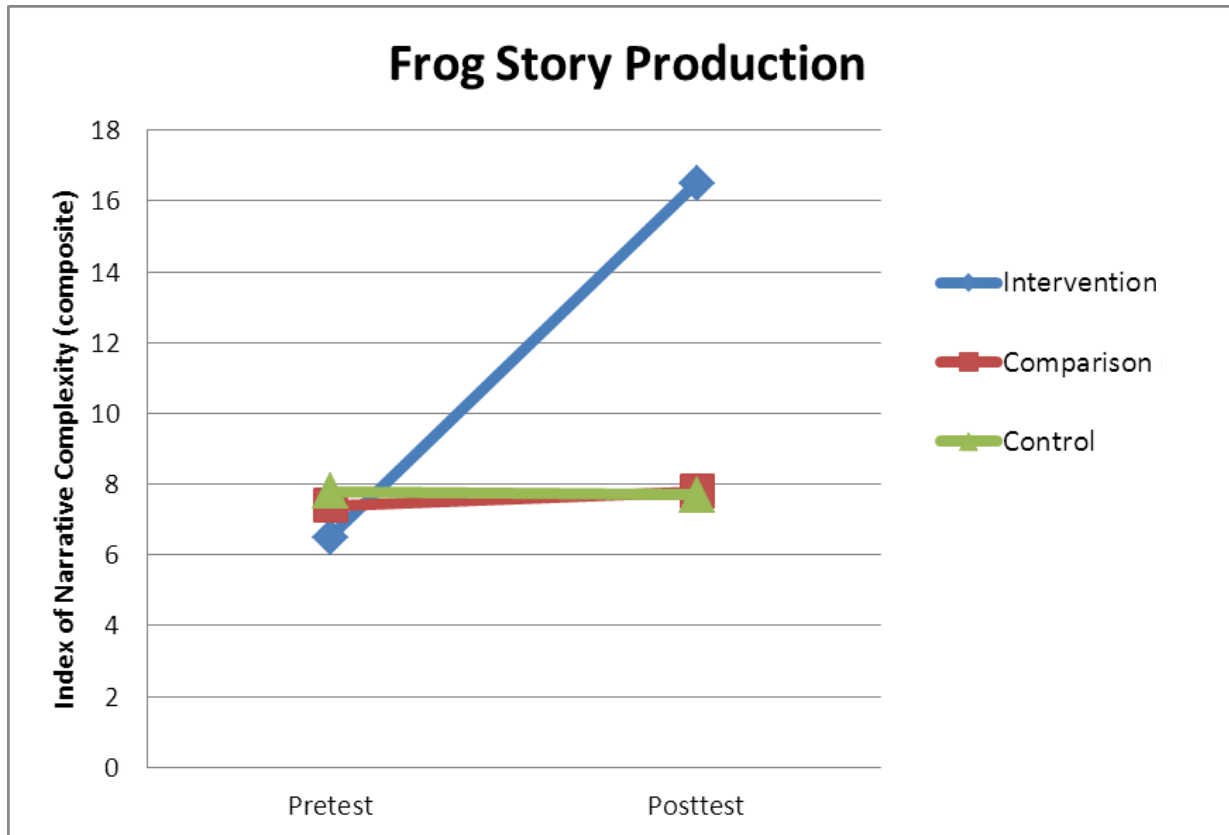 Frog Story Production
Index of Narrative Complexity (composite)
18
16
14
12
10
8
6
4
2
0
Pretest
Posttest
Intervention
Comparison
Control